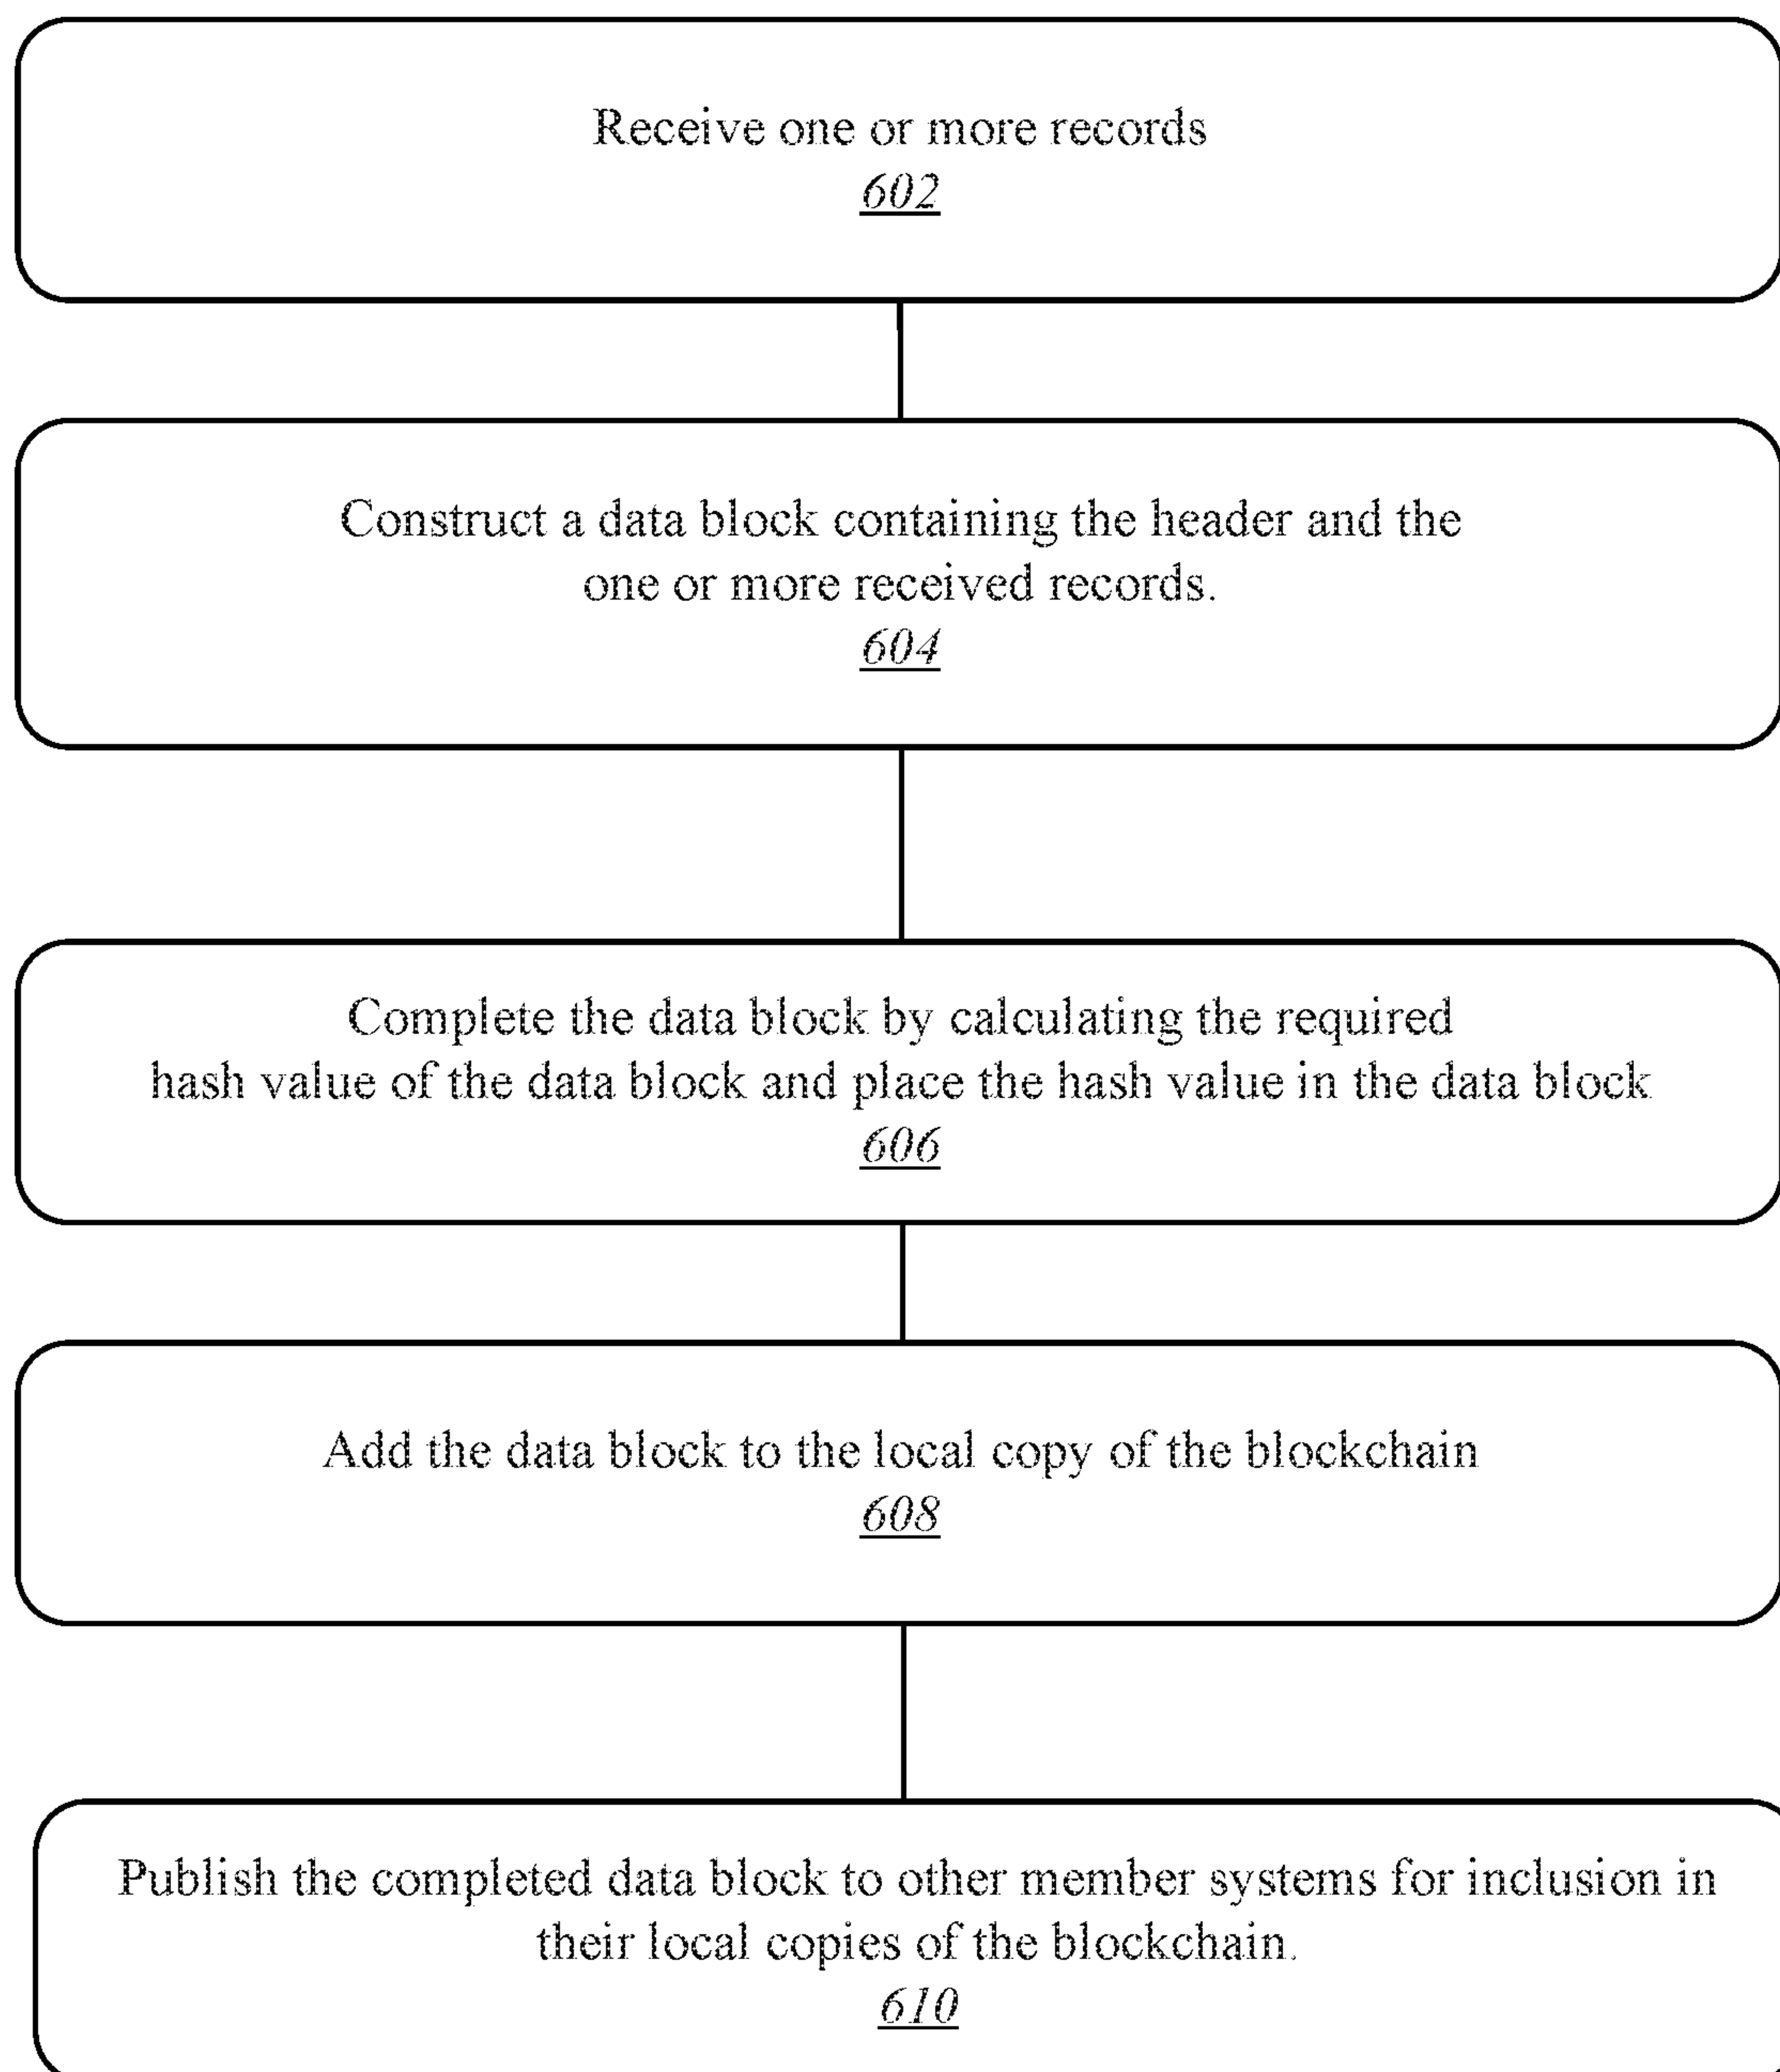 Receive one or more records
602
Construct a data block containing the header and the
one or more received records.
604
Complete the data block by calculating the required
hash value of the data block and place the hash value in the data block
606
Add the data block to the local copy of the blockchain
608
Publish the completed data block to other member systems for inclusion in
their local copies of the blockchain.
610